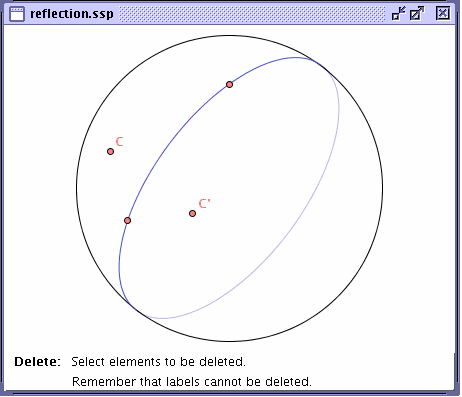 reflection.ssp
C
C'
Delete: Select elements to be deleted.
Remember that labels cannot be deleted.